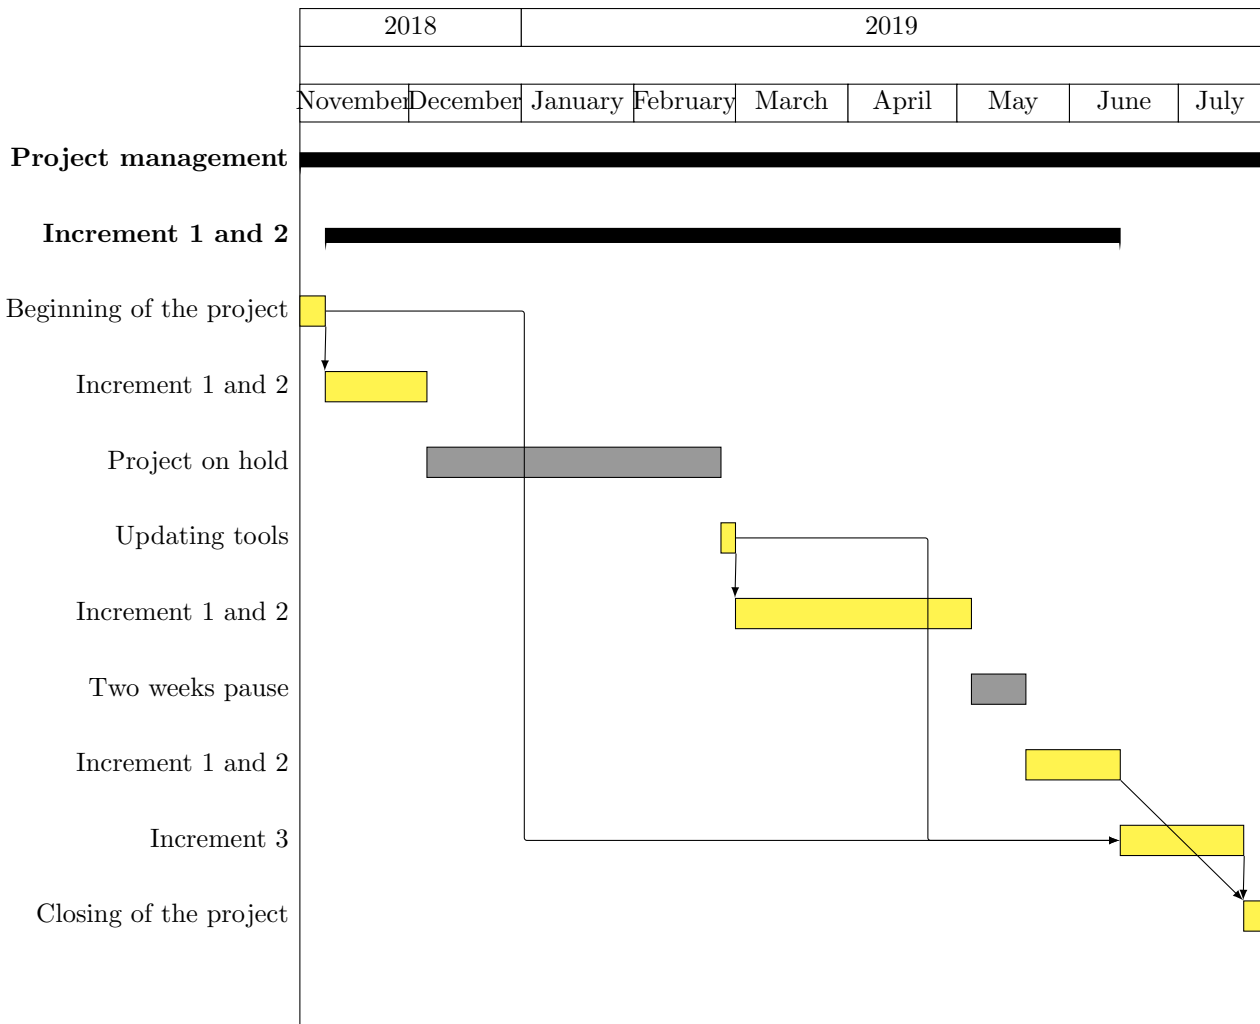 2018 2019
November December January February March April May June July
Project management
Increment 1 and 2
Beginning of the project
Increment 1 and 2
Project on hold
Updating tools
Increment 1 and 2
Two weeks pause
Increment 1 and 2
Increment 3
Closing of the project